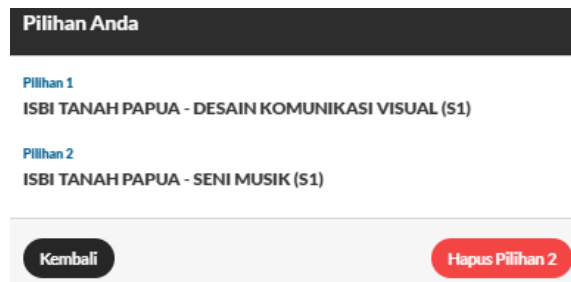 Pilihan Anda
Pilihan 1
ISBI TANAH PAPUA - DESAIN KOMUNIKASI VISUAL (S1)
Pilihan 2
ISBI TANAH PAPUA - SENI MUSIK (S1)
Kembali
Hapus Pilihan 2